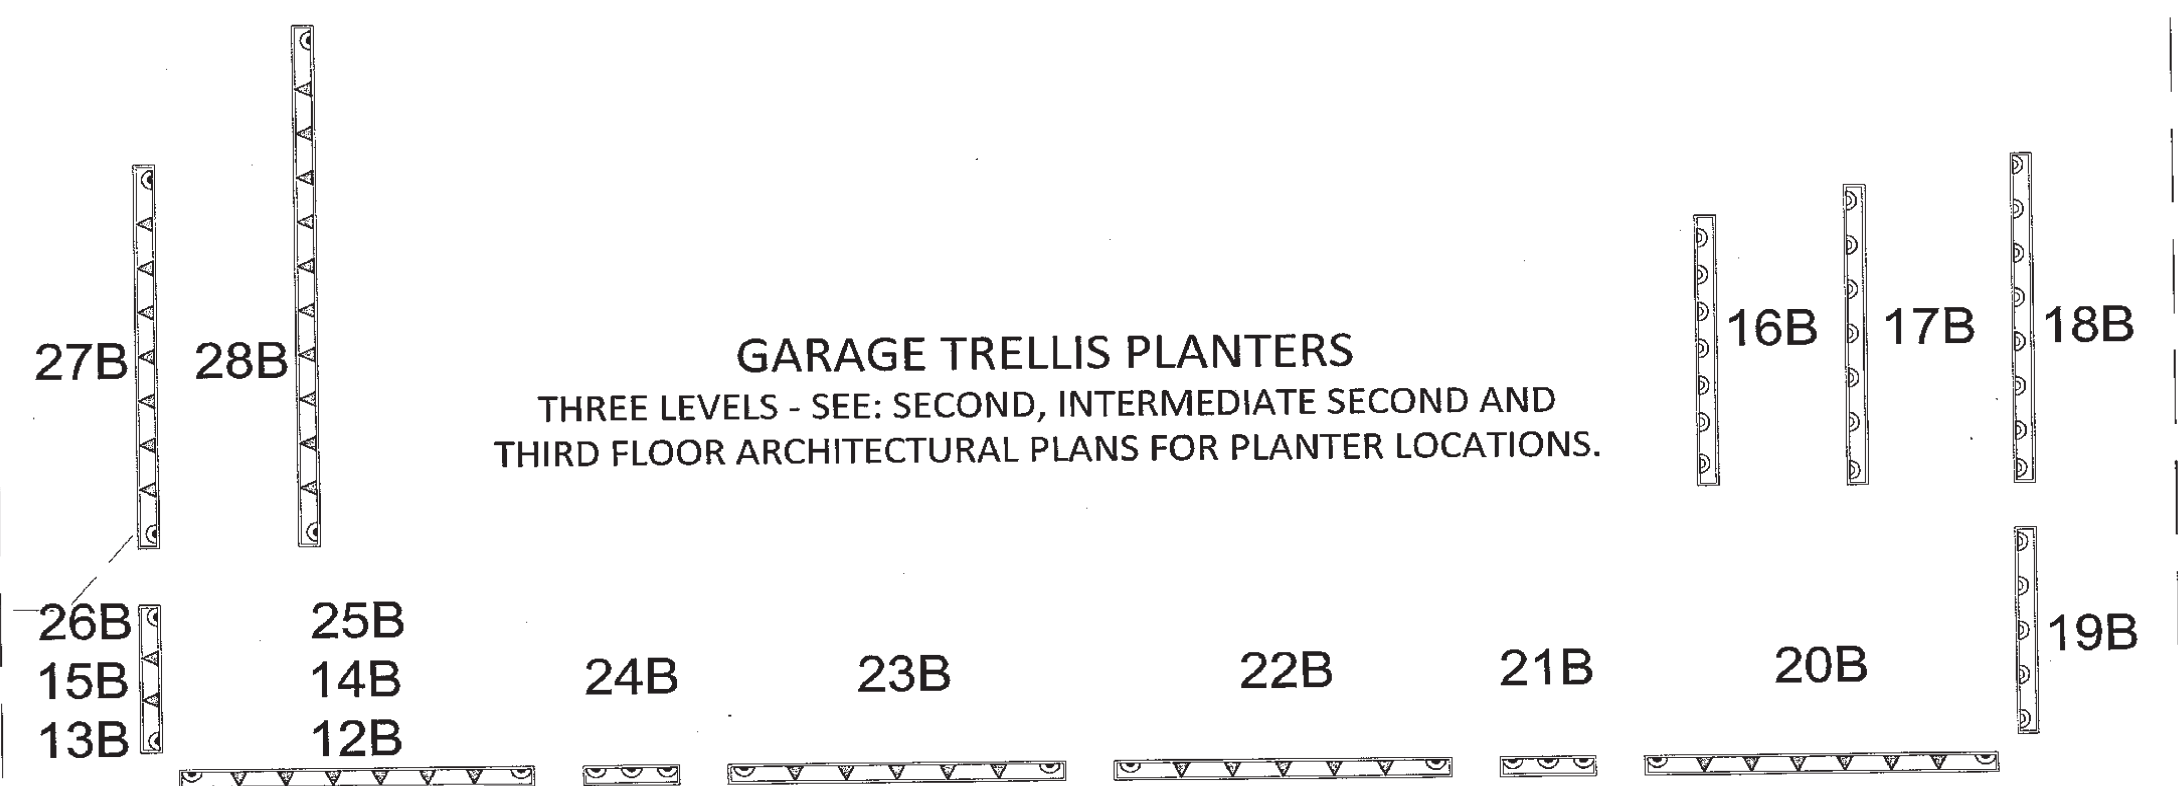 GARAGE TRELLIS PLANTERS
THREE LEVELS - SEE: SECOND, INTERMEDIATE SECOND AND
THIRD FLOOR ARCHITECTURAL PLANS FOR PLANTER LOCATIONS.
27B
28B
16B
17B
18B
26B
15B
13B
25B
14B
12B
24B
23B
22B
21B
20B
19B